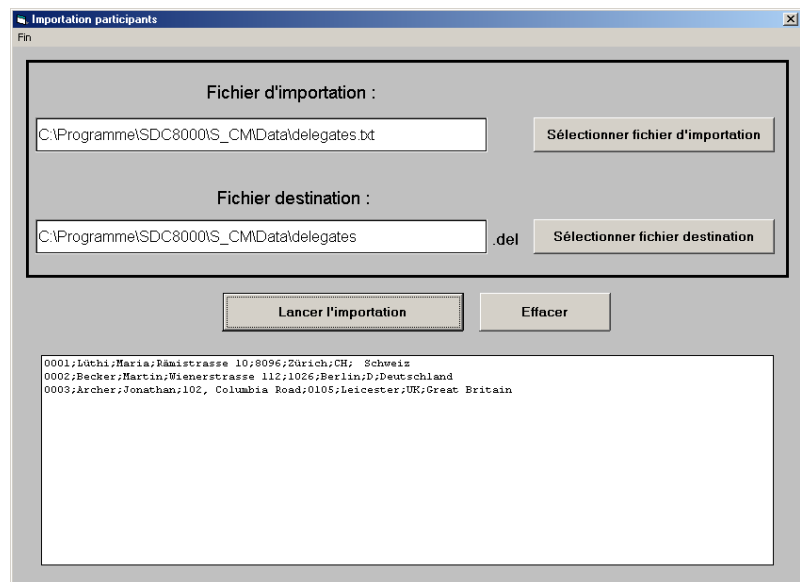 Importation participants
Fin
Fichier d'importation :
C:\Programme\SDC8000\S_CM\Data\delegates.txt
Sélectionner fichier d'importation
Fichier destination :
C:\Programme\SDC8000\S_CM\Data\delegates
.del
Sélectionner fichier destination
Lancer l'importation
Effacer
0001;Lüthi;Maria;Rämistrasse 10;8096;Zürich;CH;  Schweiz
0002;Becker;Martin;Wienerstrasse 112;1026;Berlin;D;Deutschland
0003;Archer;Jonathan;102, Columbia Road;0105;Leicester;UK;Great Britain